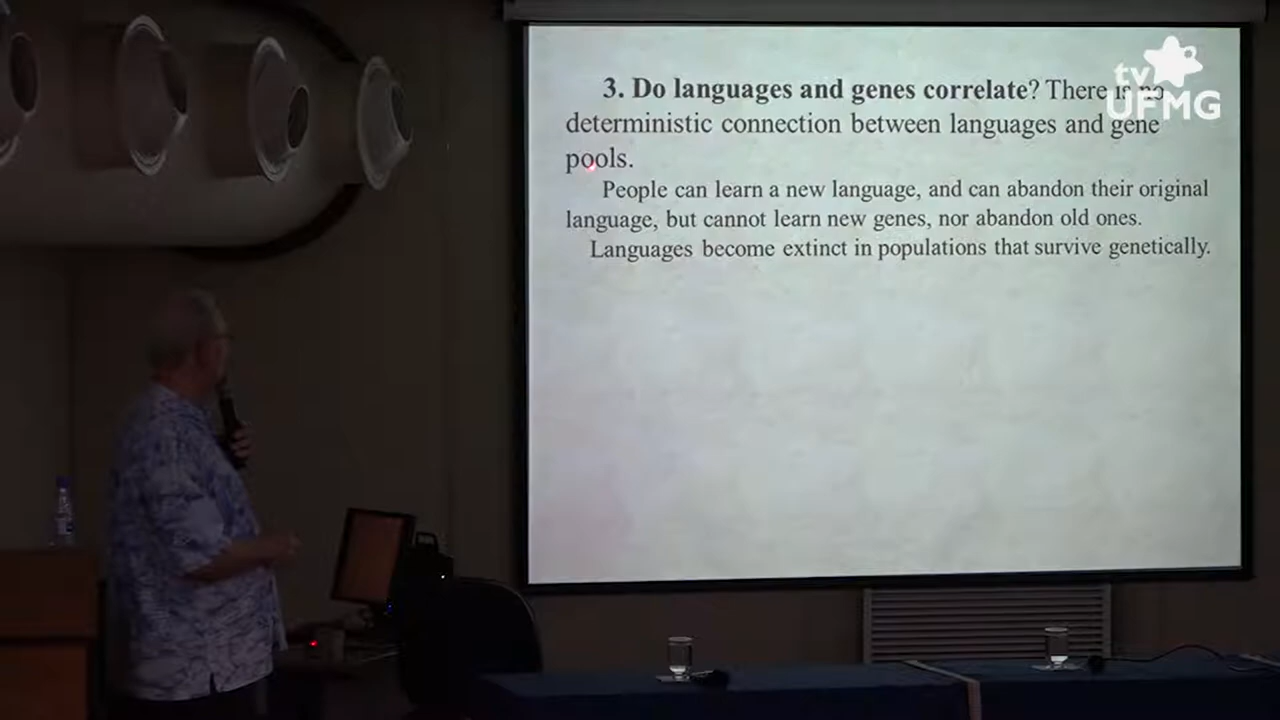 3. Do languages and genes correlate? There is no
deterministic connection between languages and gene
pools.
People can learn a new language, and can abandon their original
language, but cannot learn new genes, nor abandon old ones.
Languages become extinct in populations that survive genetically.
tv
UFMG